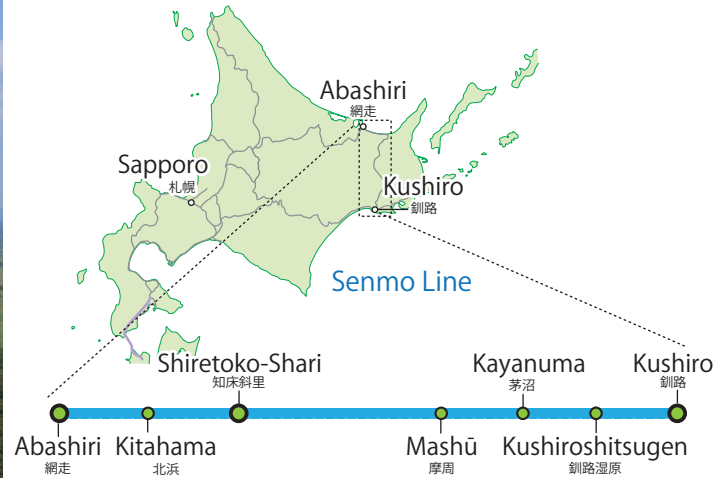 Abashiri
網走
Sapporo
札幌
Kushiro
釧路
Senmo Line
Shiretoko-Shari
知床斜里
Kayanuma
茅沼
Kushiro
釧路
Abashiri
網走
Kitahama
北浜
Mashū
摩周
Kushiroshitsugen
釧路湿原